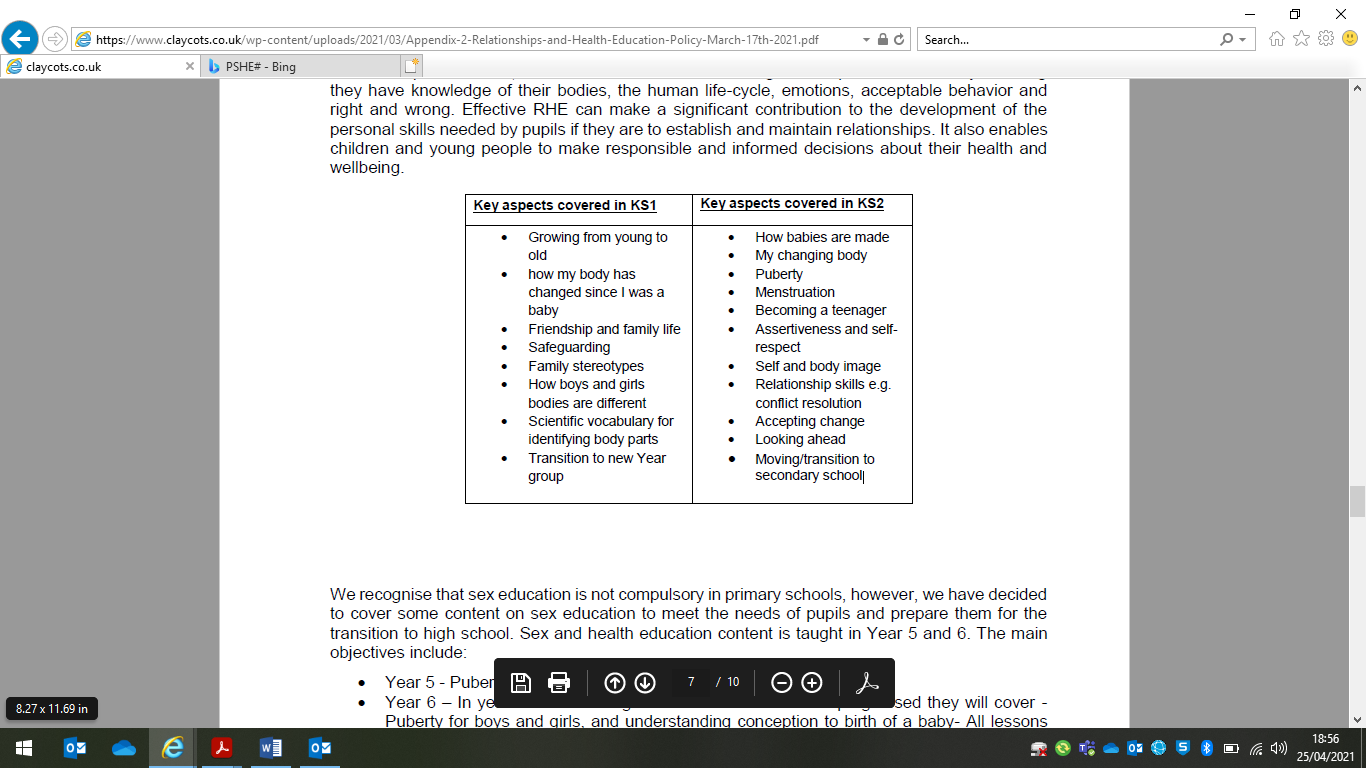 https://www.claycots.co.uk/wp-content/uploads/2021/03/Appendix-2-Relationships-and-Health-Education-Policy-March-17th-2021.pdf
Search...
claycots.co.uk
PSHE# - Bing
they have knowledge of their bodies, the human life-cycle, emotions, acceptable behavior and
right and wrong. Effective RHE can make a significant contribution to the development of the
personal skills needed by pupils if they are to establish and maintain relationships. It also enables
children and young people to make responsible and informed decisions about their health and
wellbeing.
Key aspects covered in KS1
• Growing from young to
old
• how my body has
changed since I was a
baby
• Friendship and family life
• Safeguarding
• Family stereotypes
• How boys and girls
bodies are different
• Scientific vocabulary for
identifying body parts
• Transition to new Year
group
Key aspects covered in KS2
• How babies are made
• My changing body
• Puberty
• Menstruation
• Becoming a teenager
• Assertiveness and self-
respect
• Self and body image
• Relationship skills e.g.
conflict resolution
• Accepting change
• Looking ahead
• Moving/transition to
secondary school
We recognise that sex education is not compulsory in primary schools, however, we have decided
to cover some content on sex education to meet the needs of pupils and prepare them for the
transition to high school. Sex and health education content is taught in Year 5 and 6. The main
objectives include:
• Year 5 - Puber
7 / 10
• Year 6 – In ye sed they will cover -
Puberty for boys and girls, and understanding conception to birth of a baby- All lessons
8.27 x 11.69 in
18:56
25/04/2021